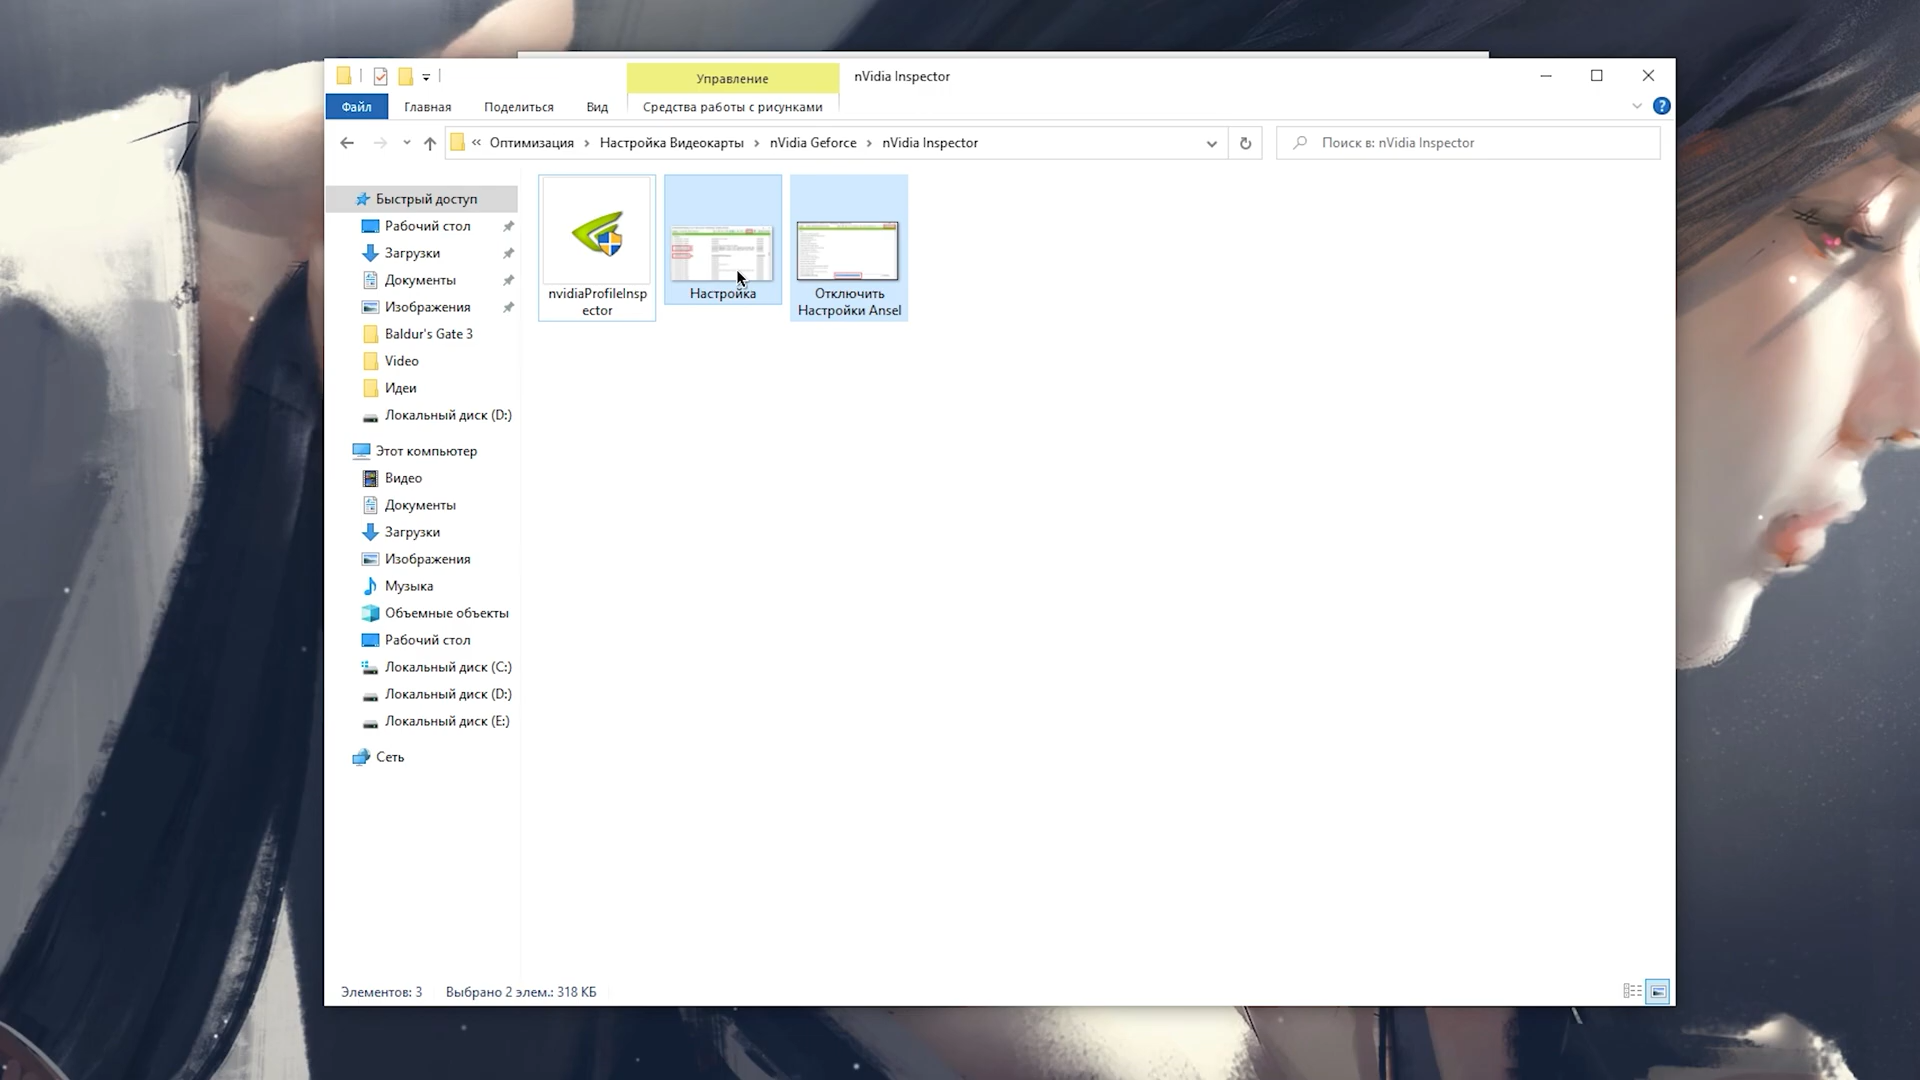 Управление
nVidia Inspector
Файл
Главная
Поделиться
Вид
Средства работы с рисунками
« Оптимизация › Настройка Видеокарты › nVidia Geforce › nVidia Inspector
Поиск в: nVidia Inspector
Быстрый доступ
Рабочий стол
Загрузки
Документы
Изображения
Baldur's Gate 3
Video
Идеи
Локальный диск (D:)
Этот компьютер
Видео
Документы
Загрузки
Изображения
Музыка
Объемные объекты
Рабочий стол
Локальный диск (C:)
Локальный диск (D:)
Локальный диск (E:)
Сеть
nvidiaProfileInsp
ector
Настройка
Отключить
Настройки Ansel
Элементов: 3
Выбрано 2 элем.: 318 КБ